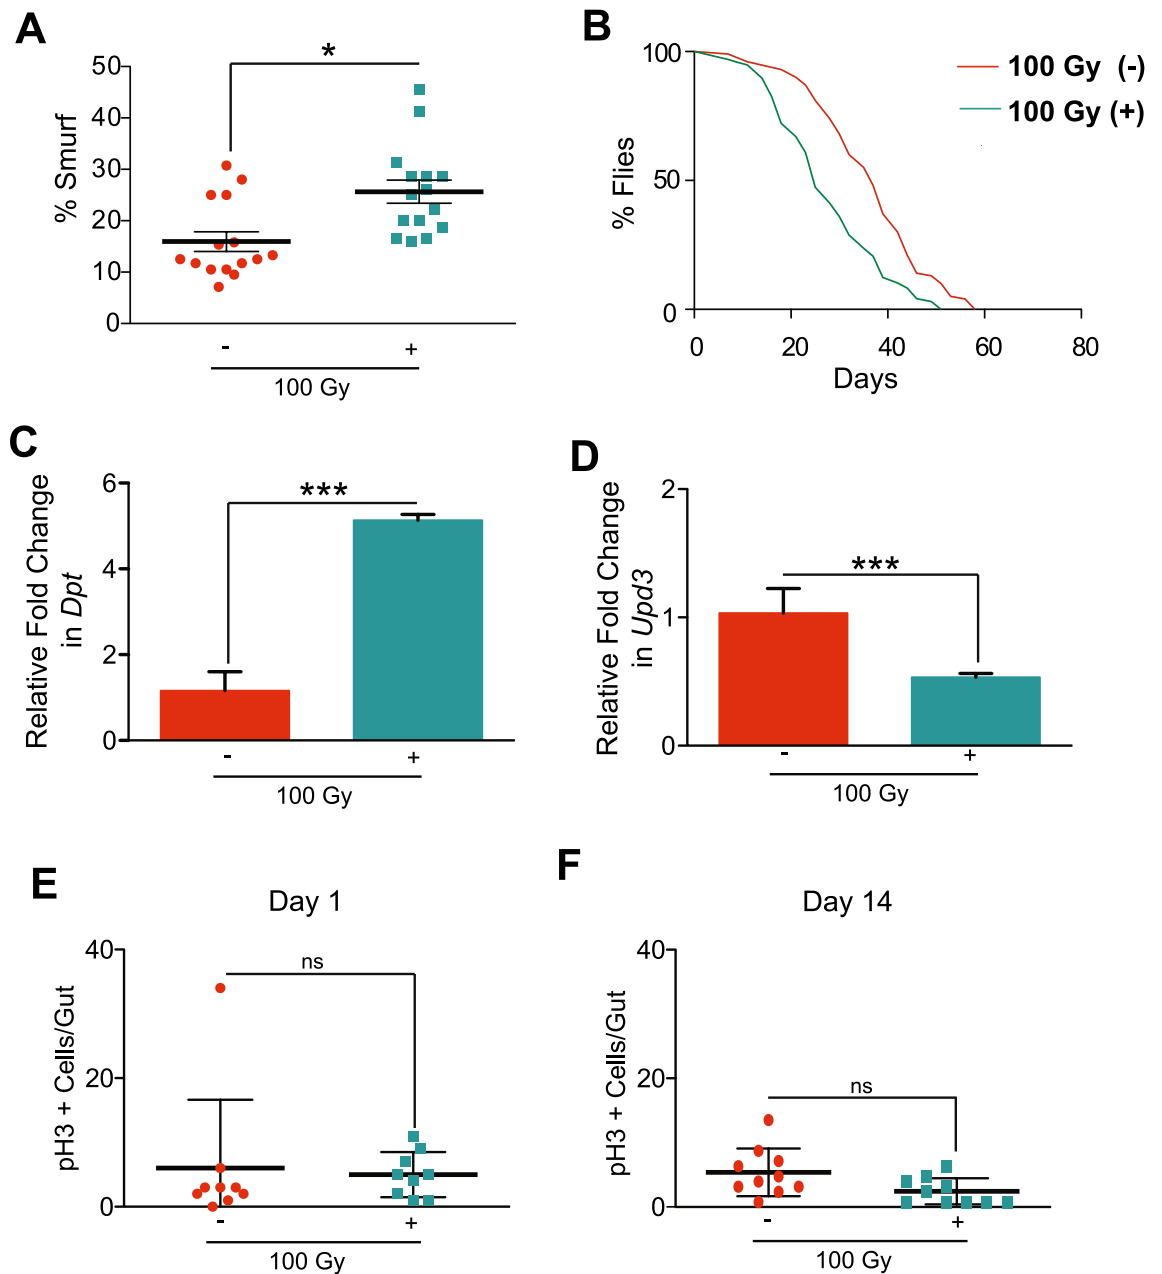 A
% Smurf
50
40
30
20
10
0
*
- +
100 Gy
B
% Flies
100
50
0
0 20 40 60 80
Days
100 Gy (-)
100 Gy (+)
C
Relative Fold Change
in Dpt
6
4
2
0
***
- +
100 Gy
D
Relative Fold Change
in Upd3
2
1
0
***
- +
100 Gy
E
Day 1
pH3 + Cells/Gut
40
20
0
ns
- +
100 Gy
F
Day 14
pH3 + Cells/Gut
40
20
0
ns
- +
100 Gy